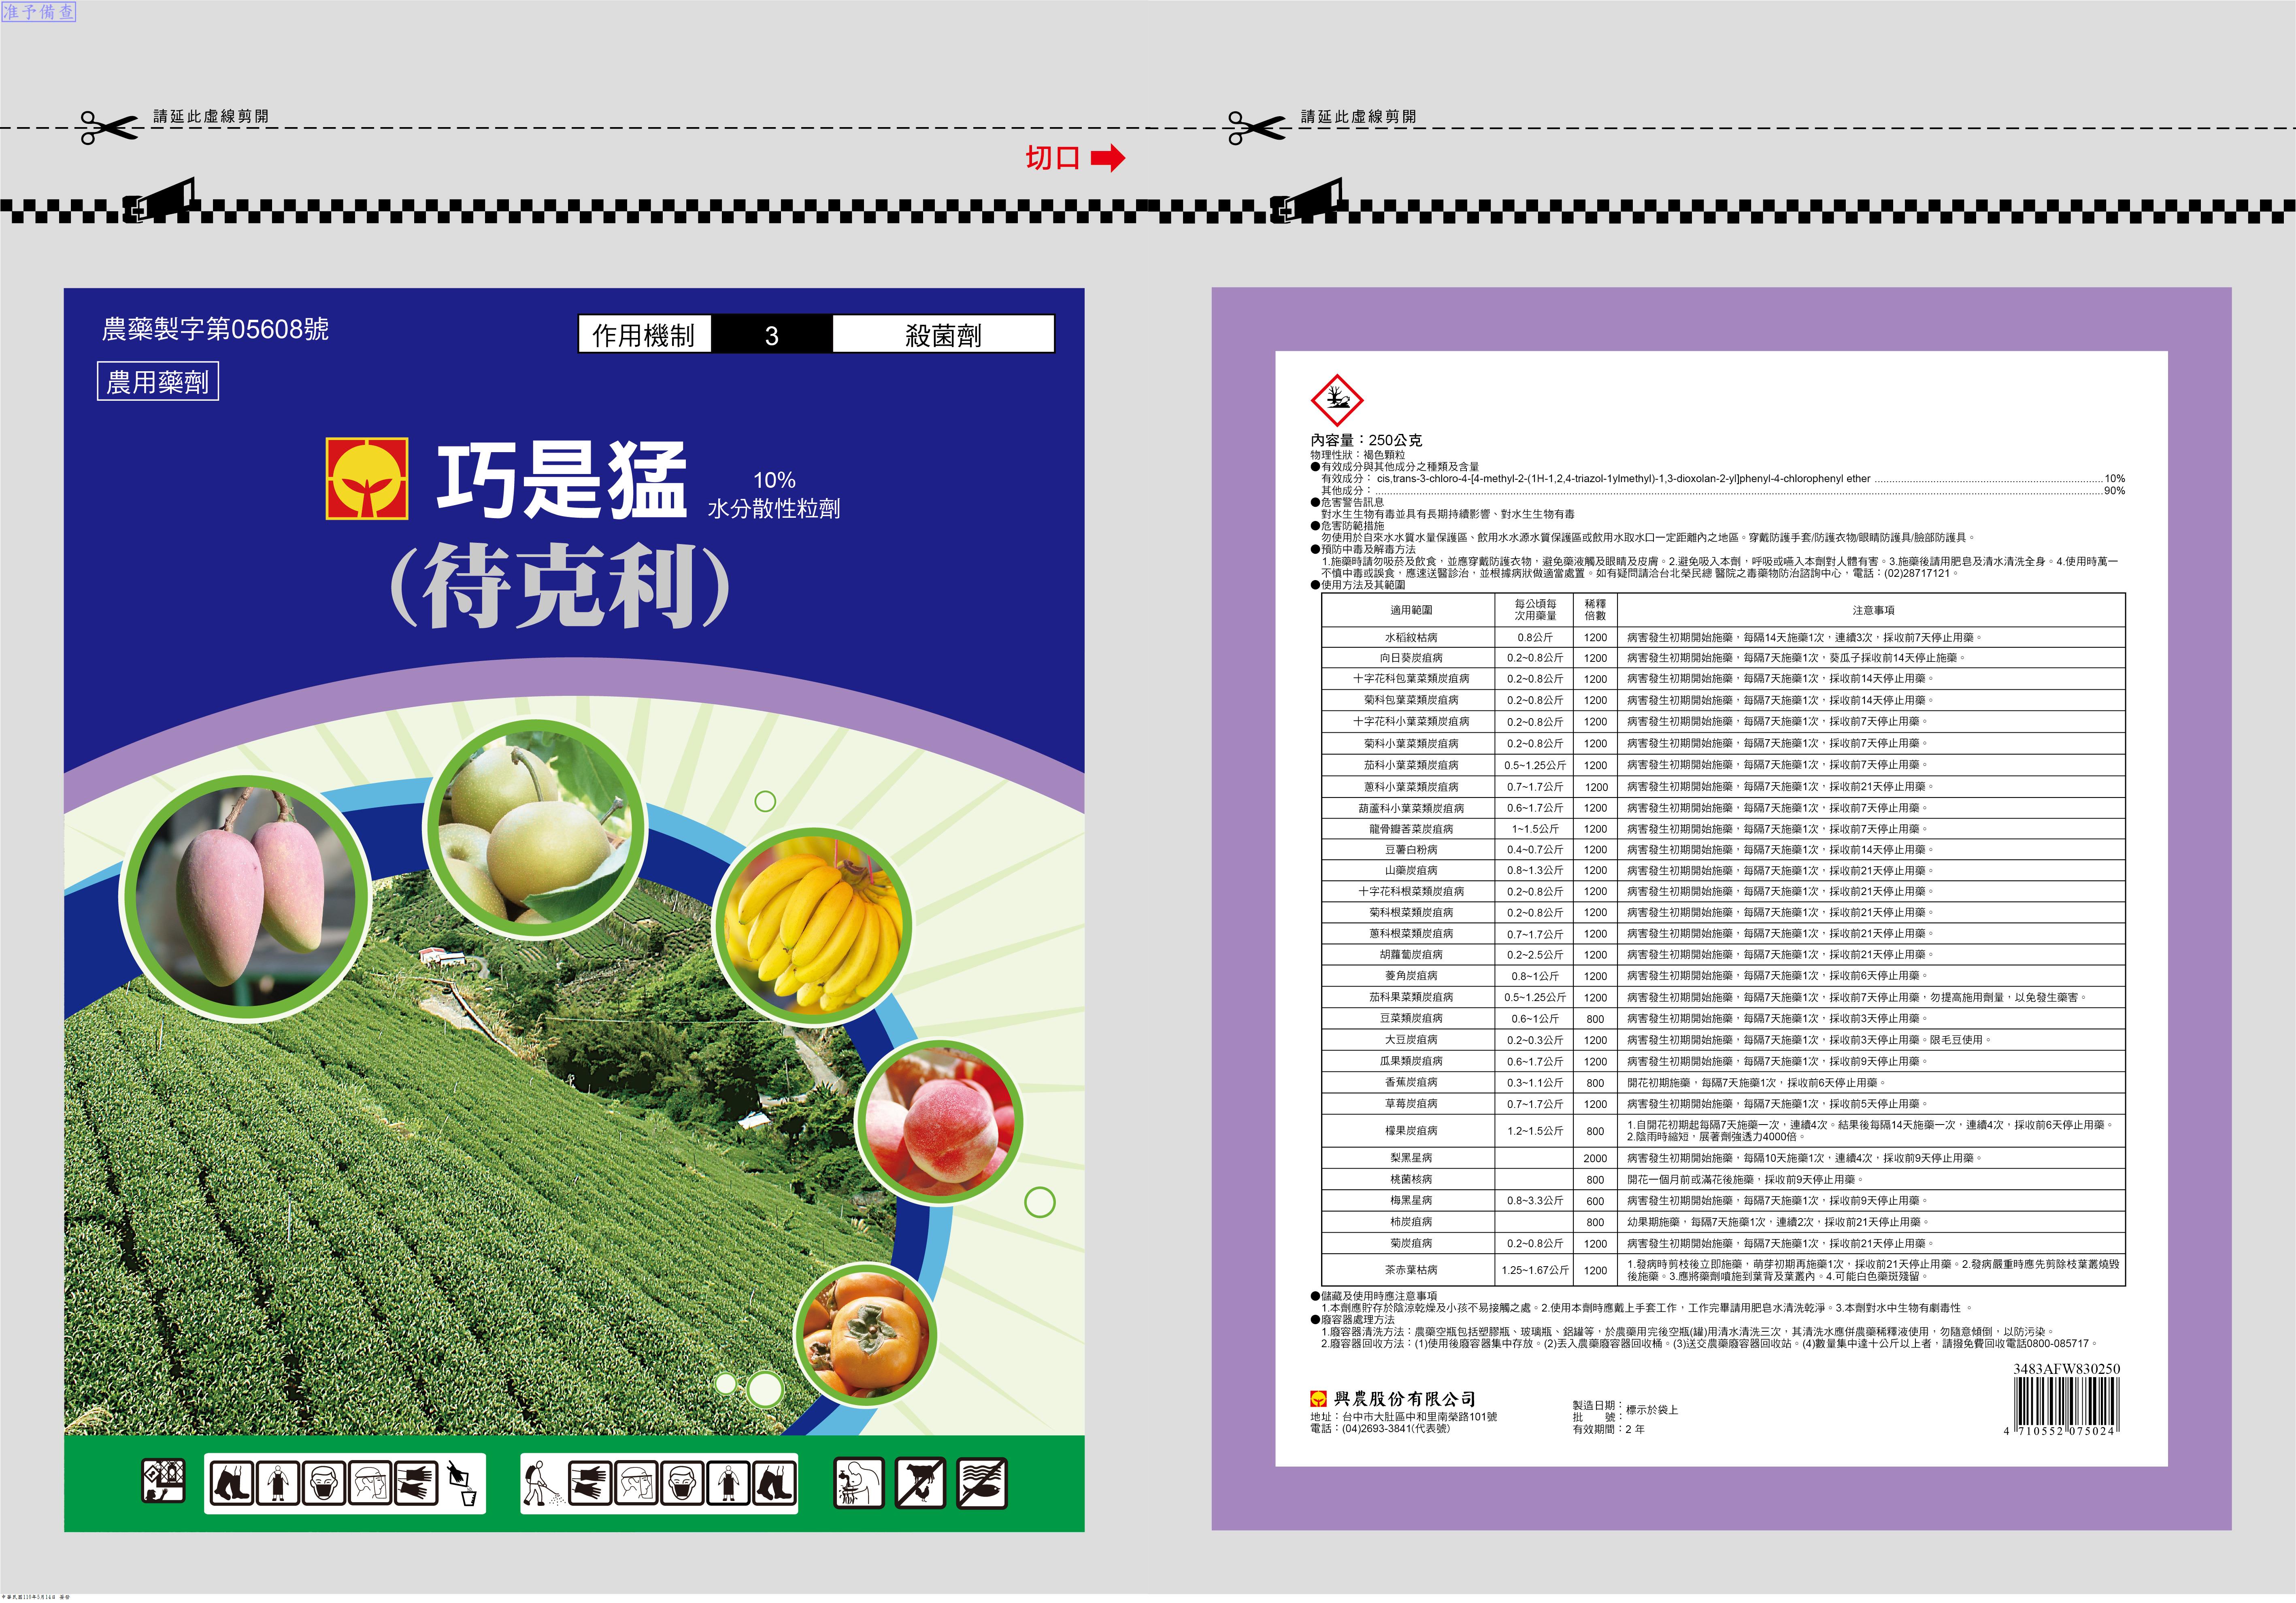 准予備查
請延此虛線剪開
請延此虛線剪開
切口
農藥製字第05608號
作用機制 3 殺菌劑
農用藥劑
巧是猛
10%
水分散性粒劑
(待克利)
內容量：250公克
物理性狀：褐色顆粒
●有效成分與其他成分之種類及含量
有效成分： cis,trans-3-chloro-4-[4-methyl-2-(1H-1,2,4-triazol-1ylmethyl)-1,3-dioxolan-2-yl]phenyl-4-chlorophenyl ether 10%
其他成分： 90%
●危害警告訊息
對水生生物有毒並具有長期持續影響、對水生生物有毒
●危害防範措施
勿使用於自來水水質水量保護區、飲用水水源水質保護區或飲用水取水口一定距離內之地區。穿戴防護手套/防護衣物/眼睛防護具/臉部防護具。
●預防中毒及解毒方法
1.施藥時請勿吸菸及飲食，並應穿戴防護衣物，避免藥液觸及眼睛及皮膚。2.避免吸入本劑，呼吸或嚥入本劑對人體有害。3.施藥後請用肥皂及清水清洗全身。4.使用時萬一
不慎中毒或誤食，應速送醫診治，並根據病狀做適當處置。如有疑問請洽台北榮民總 醫院之毒藥物防治諮詢中心，電話：(02)28717121。
●使用方法及其範圍
適用範圍 每公頃每次用藥量 稀釋倍數 注意事項
水稻紋枯病 0.8公斤 1200 病害發生初期開始施藥，每隔14天施藥1次，連續3次，採收前7天停止用藥。
向日葵炭疽病 0.2~0.8公斤 1200 病害發生初期開始施藥，每隔7天施藥1次，葵瓜子採收前14天停止施藥。
十字花科包葉菜類炭疽病 0.2~0.8公斤 1200 病害發生初期開始施藥，每隔7天施藥1次，採收前14天停止用藥。
菊科包葉菜類炭疽病 0.2~0.8公斤 1200 病害發生初期開始施藥，每隔7天施藥1次，採收前14天停止用藥。
十字花科小葉菜類炭疽病 0.2~0.8公斤 1200 病害發生初期開始施藥，每隔7天施藥1次，採收前7天停止用藥。
菊科小葉菜類炭疽病 0.2~0.8公斤 1200 病害發生初期開始施藥，每隔7天施藥1次，採收前7天停止用藥。
茄科小葉菜類炭疽病 0.5~1.25公斤 1200 病害發生初期開始施藥，每隔7天施藥1次，採收前7天停止用藥。
蔥科小葉菜類炭疽病 0.7~1.7公斤 1200 病害發生初期開始施藥，每隔7天施藥1次，採收前21天停止用藥。
葫蘆科小葉菜類炭疽病 0.6~1.7公斤 1200 病害發生初期開始施藥，每隔7天施藥1次，採收前7天停止用藥。
龍骨瓣莕菜炭疽病 1~1.5公斤 1200 病害發生初期開始施藥，每隔7天施藥1次，採收前7天停止用藥。
豆薯白粉病 0.4~0.7公斤 1200 病害發生初期開始施藥，每隔7天施藥1次，採收前14天停止用藥。
山藥炭疽病 0.8~1.3公斤 1200 病害發生初期開始施藥，每隔7天施藥1次，採收前21天停止用藥。
十字花科根菜類炭疽病 0.2~0.8公斤 1200 病害發生初期開始施藥，每隔7天施藥1次，採收前21天停止用藥。
菊科根菜類炭疽病 0.2~0.8公斤 1200 病害發生初期開始施藥，每隔7天施藥1次，採收前21天停止用藥。
蔥科根菜類炭疽病 0.7~1.7公斤 1200 病害發生初期開始施藥，每隔7天施藥1次，採收前21天停止用藥。
胡蘿蔔炭疽病 0.2~2.5公斤 1200 病害發生初期開始施藥，每隔7天施藥1次，採收前21天停止用藥。
菱角炭疽病 0.8~1公斤 1200 病害發生初期開始施藥，每隔7天施藥1次，採收前6天停止用藥。
茄科果菜類炭疽病 0.5~1.25公斤 1200 病害發生初期開始施藥，每隔7天施藥1次，採收前7天停止用藥，勿提高施用劑量，以免發生藥害。
豆菜類炭疽病 0.6~1公斤 800 病害發生初期開始施藥，每隔7天施藥1次，採收前3天停止用藥。
大豆炭疽病 0.2~0.3公斤 1200 病害發生初期開始施藥，每隔7天施藥1次，採收前3天停止用藥。限毛豆使用。
瓜果類炭疽病 0.6~1.7公斤 1200 病害發生初期開始施藥，每隔7天施藥1次，採收前9天停止用藥。
香蕉炭疽病 0.3~1.1公斤 800 開花初期施藥，每隔7天施藥1次，採收前6天停止用藥。
草莓炭疽病 0.7~1.7公斤 1200 病害發生初期開始施藥，每隔7天施藥1次，採收前5天停止用藥。
檬果炭疽病 1.2~1.5公斤 800 1.自開花初期起每隔7天施藥一次，連續4次。結果後每隔14天施藥一次，連續4次，採收前6天停止用藥。
2.陰雨時縮短，展著劑強透力4000倍。
梨黑星病 2000 病害發生初期開始施藥，每隔10天施藥1次，連續4次，採收前9天停止用藥。
桃菌核病 800 開花一個月前或滿花後施藥，採收前9天停止用藥。
梅黑星病 0.8~3.3公斤 600 病害發生初期開始施藥，每隔7天施藥1次，採收前9天停止用藥。
柿炭疽病 800 幼果期施藥，每隔7天施藥1次，連續2次，採收前21天停止用藥。
菊炭疽病 0.2~0.8公斤 1200 病害發生初期開始施藥，每隔7天施藥1次，採收前21天停止用藥。
茶赤葉枯病 1.25~1.67公斤 1200 1.發病時剪枝後立即施藥，萌芽初期再施藥1次，採收前21天停止用藥。2.發病嚴重時應先剪除枝葉叢燒毀
後施藥。3.應將藥劑噴施到葉背及葉叢內。4.可能白色藥斑殘留。
●儲藏及使用時應注意事項
1.本劑應貯存於陰涼乾燥及小孩不易接觸之處。2.使用本劑時應戴上手套工作，工作完畢請用肥皂水清洗乾淨。3.本劑對水中生物有劇毒性 。
●廢容器處理方法
1.廢容器清洗方法：農藥空瓶包括塑膠瓶、玻璃瓶、鋁罐等，於農藥用完後空瓶(罐)用清水清洗三次，其清洗水應併農藥稀釋液使用，勿隨意傾倒，以防污染。
2.廢容器回收方法：(1)使用後廢容器集中存放。(2)丟入農藥廢容器回收桶。(3)送交農藥廢容器回收站。(4)數量集中達十公斤以上者，請撥免費回收電話0800-085717。
3483AFW830250
4 710552 075024
興農股份有限公司
地址：台中市大肚區中和里南榮路101號
電話：(04)2693-3841(代表號)
製造日期：
批 號：
標示於袋上
有效期間：2 年
中華民國110年5月14日